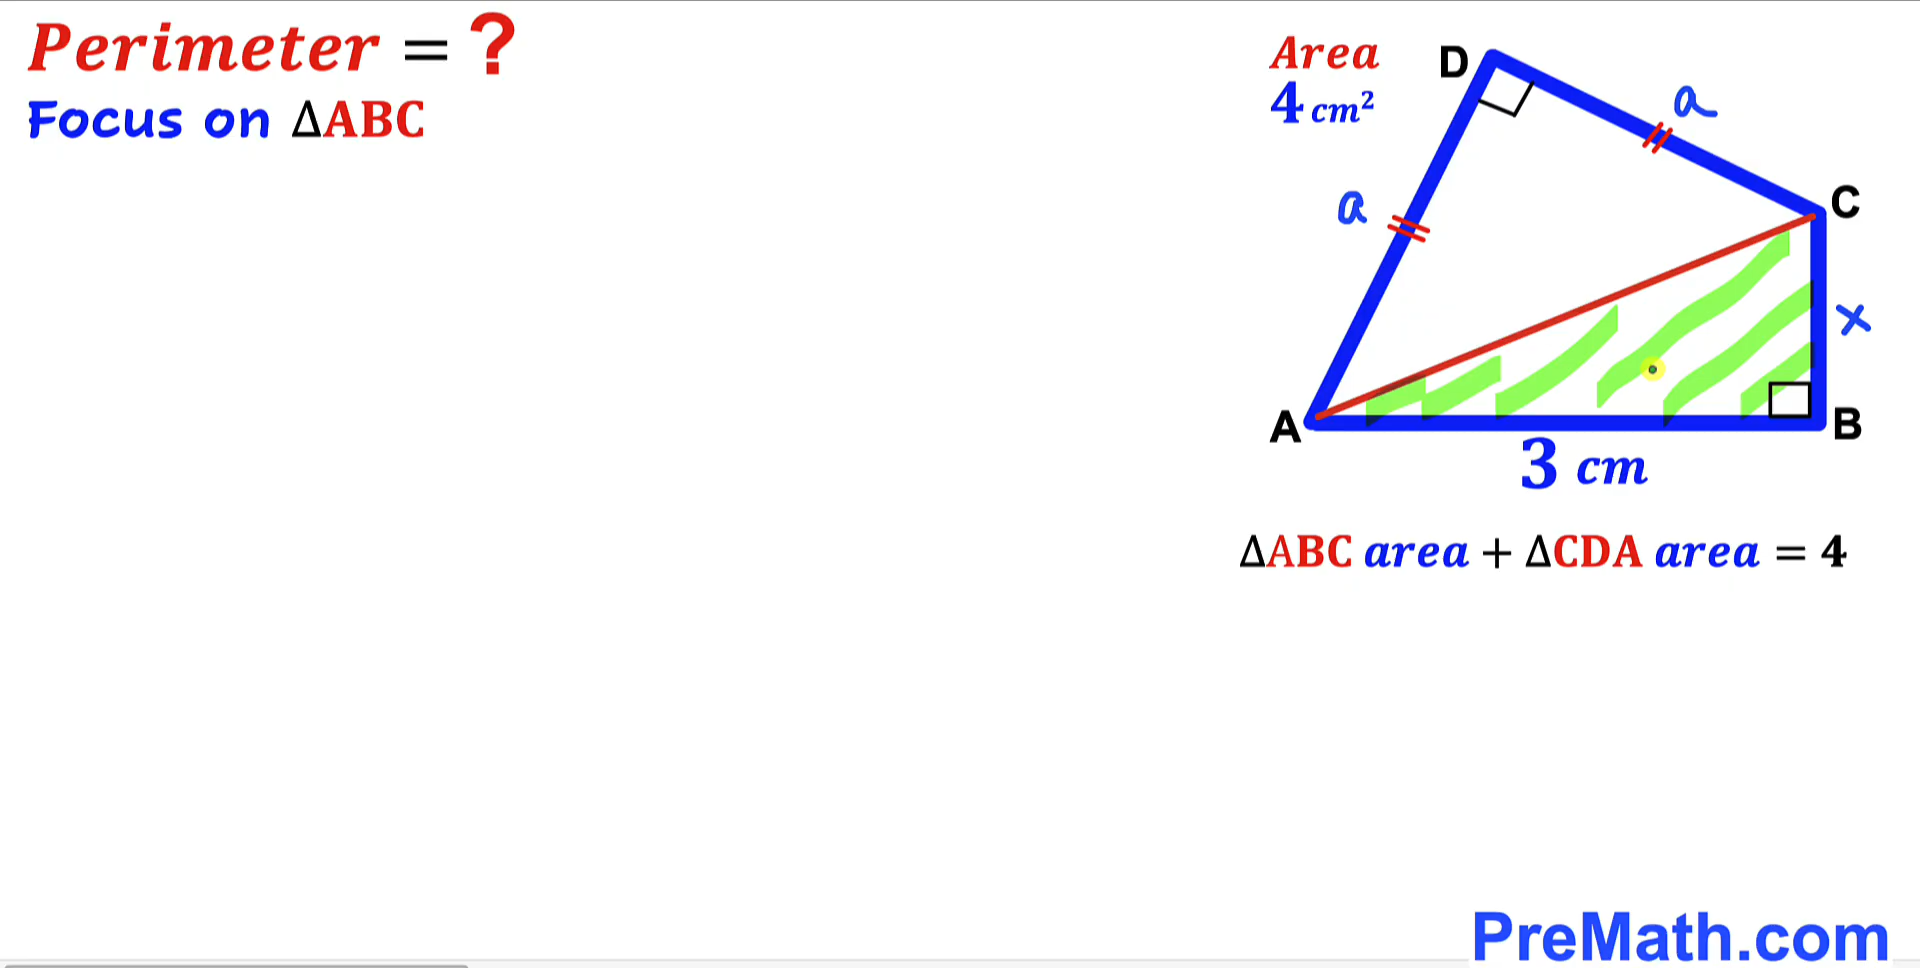 Perimeter = ?
Focus on ΔABC
Area
4 cm²
D
a
a
C
x
A
B
3 cm
ΔABC area + ΔCDA area = 4
PreMath.com